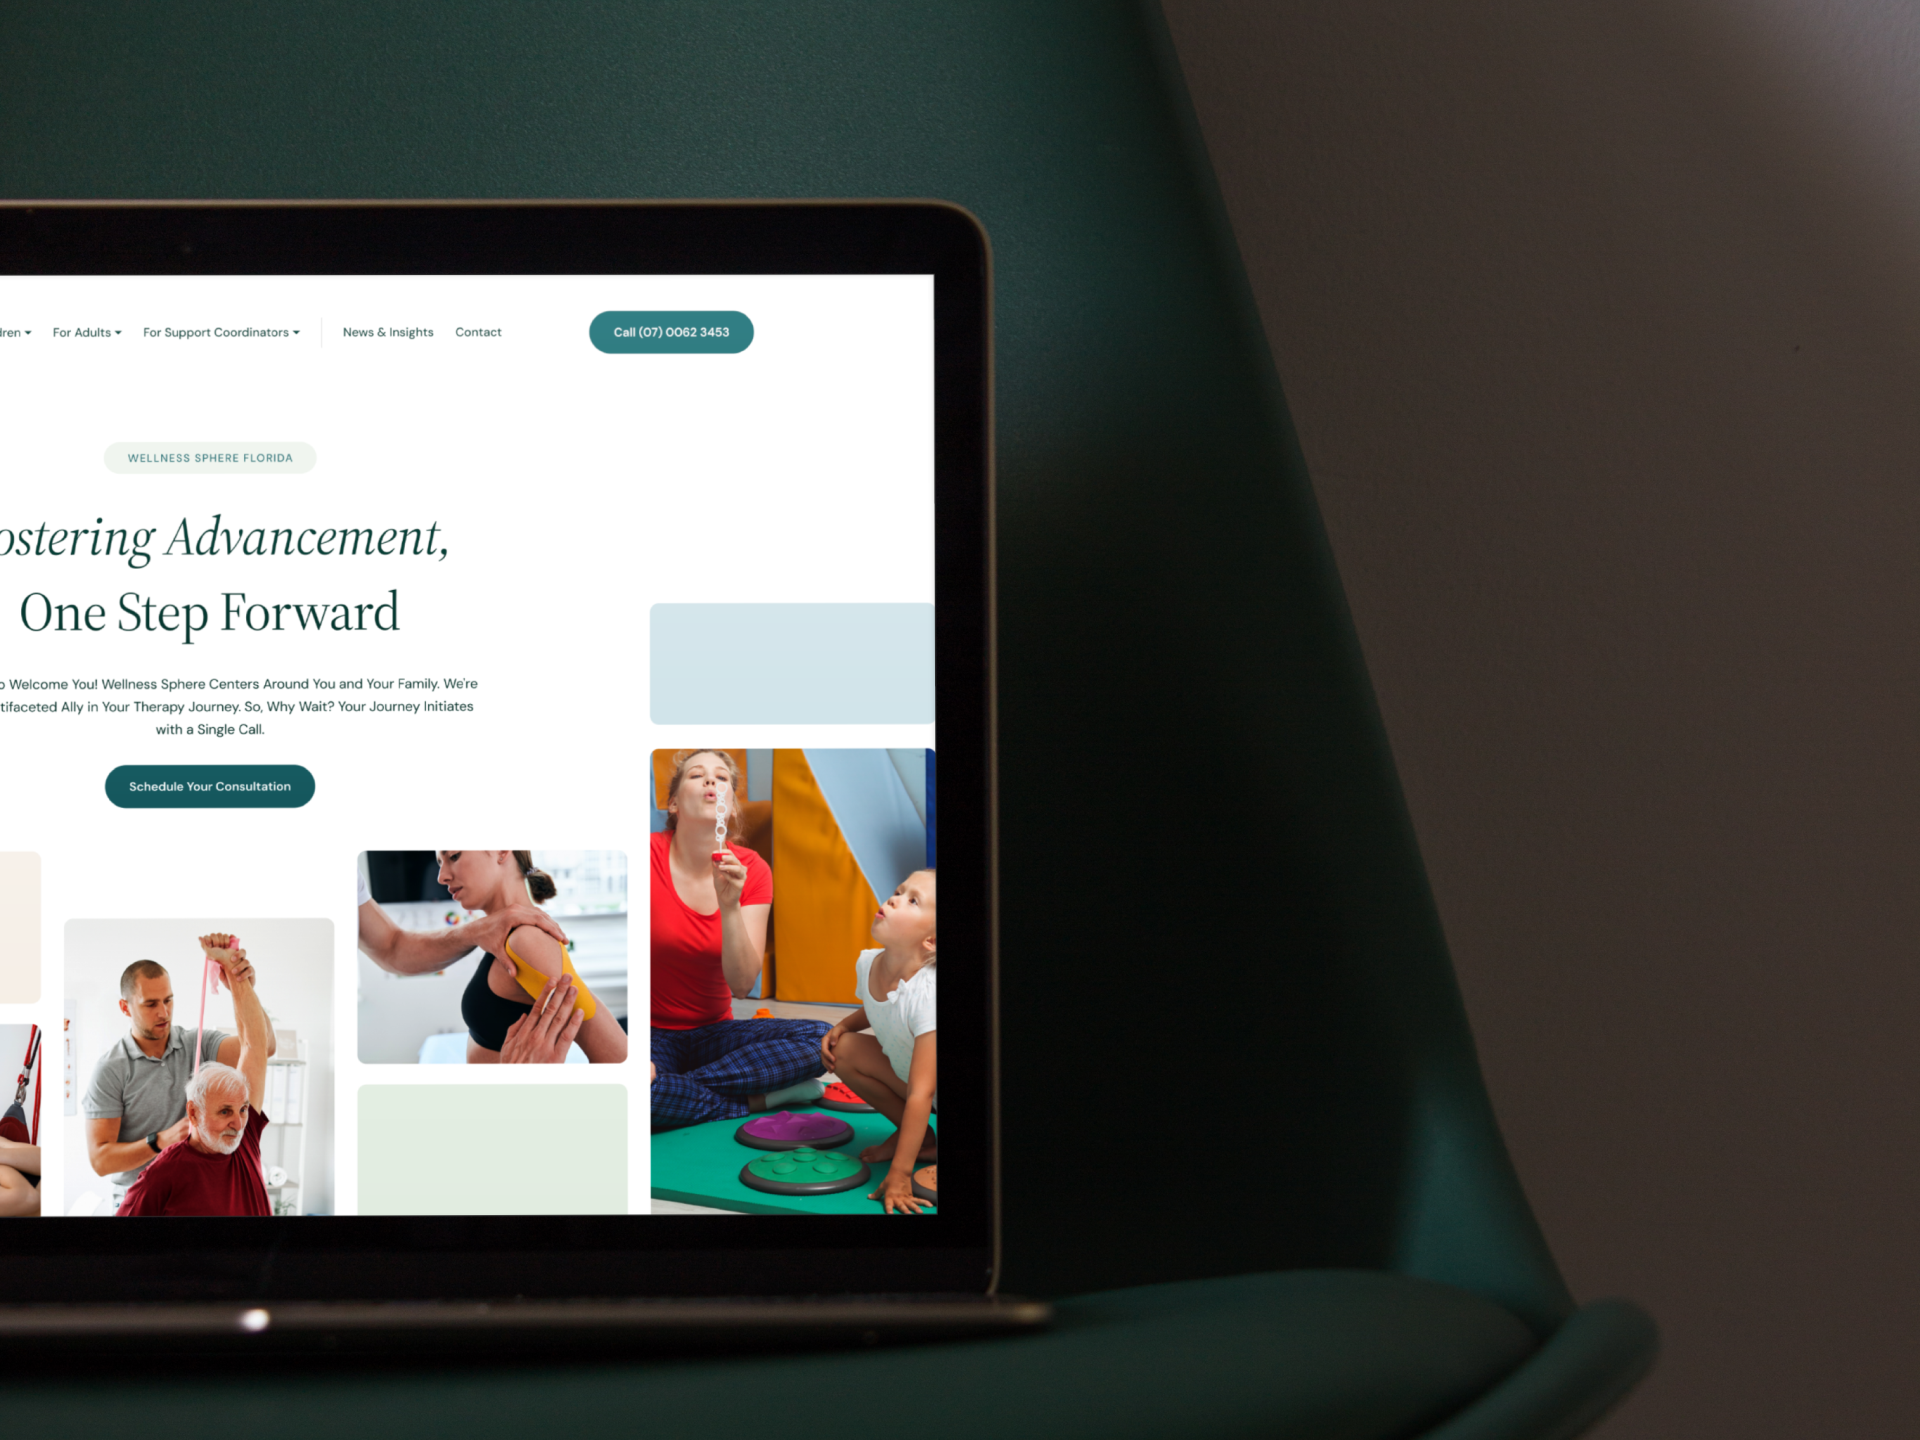 dren
For Adults
For Support Coordinators
News & Insights
Contact
Call (07) 0062 3453
WELLNESS SPHERE FLORIDA
ostering Advancement,
One Step Forward
o Welcome You! Wellness Sphere Centers Around You and Your Family. We're
tifaceted Ally in Your Therapy Journey. So, Why Wait? Your Journey Initiates
with a Single Call.
Schedule Your Consultation